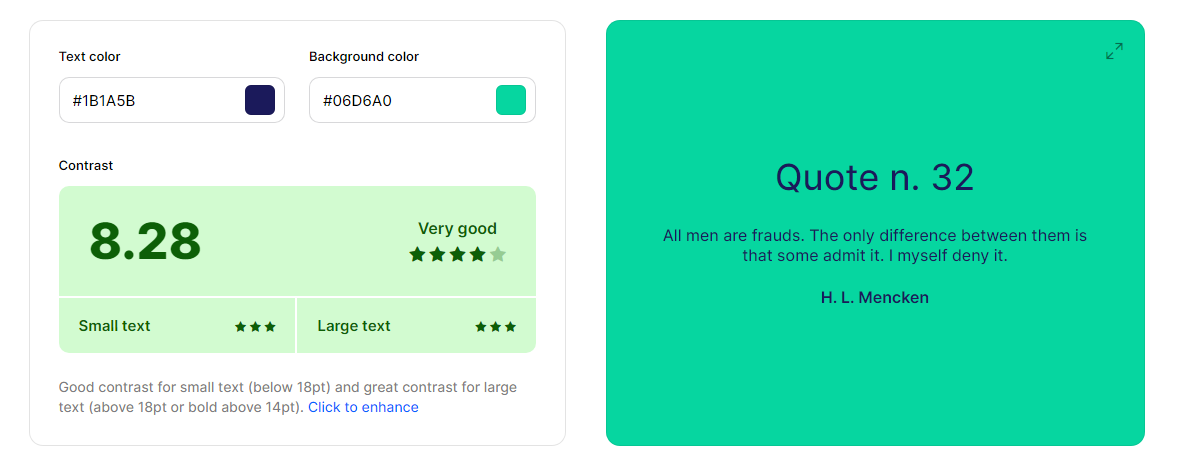 Text color
Background color
#1B1A5B
#06D6A0
Contrast
8.28
Very good
Small text
Large text
Good contrast for small text (below 18pt) and great contrast for large
text (above 18pt or bold above 14pt). Click to enhance
Quote n. 32
All men are frauds. The only difference between them is
that some admit it. I myself deny it.
H. L. Mencken